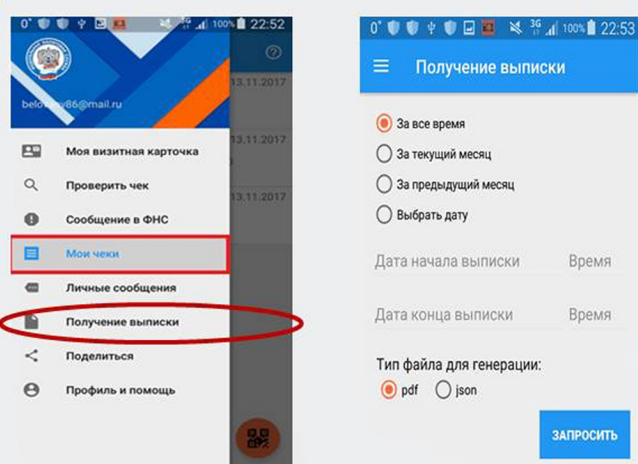 0° 3G 100% 22:52
13.11.2017
Моя визитная карточка
13.11.2017
Проверить чек
13.11.2017
Сообщение в ФНС
Мои чеки
Личные сообщения
Получение выписки
Поделиться
Профиль и помощь
0° 3G 100% 22:53
Получение выписки
За все время
За текущий месяц
За предыдущий месяц
Выбрать дату
Дата начала выписки Время
Дата конца выписки Время
Тип файла для генерации:
pdf json
ЗАПРОСИТЬ